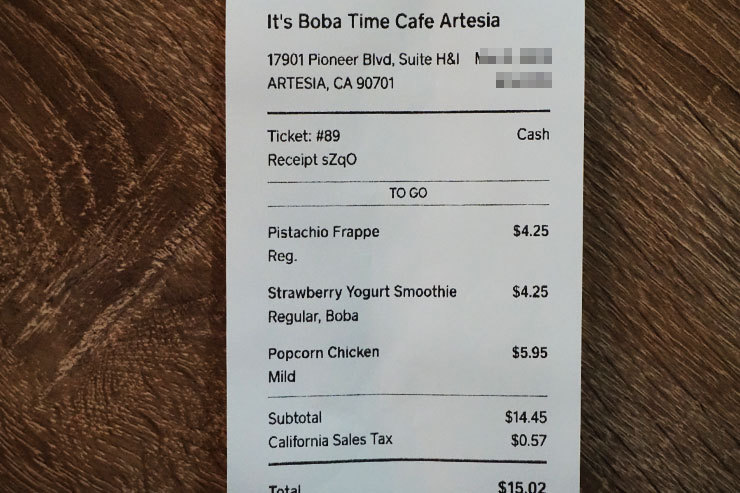 It's Boba Time Cafe Artesia
17901 Pioneer Blvd, Suite H&I
ARTESIA, CA 90701
Ticket: #89 Cash
Receipt sZqO
TO GO
Pistachio Frappe $4.25
Reg.
Strawberry Yogurt Smoothie $4.25
Regular, Boba
Popcorn Chicken $5.95
Mild
Subtotal $14.45
California Sales Tax $0.57
Total $15.02